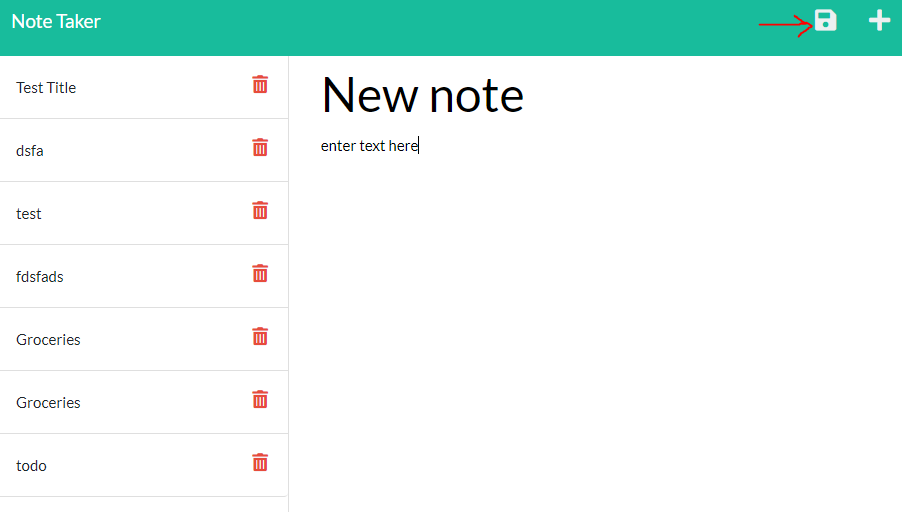 Note Taker
Test Title
dsfa
test
fdsfads
Groceries
Groceries
todo
New note
enter text here